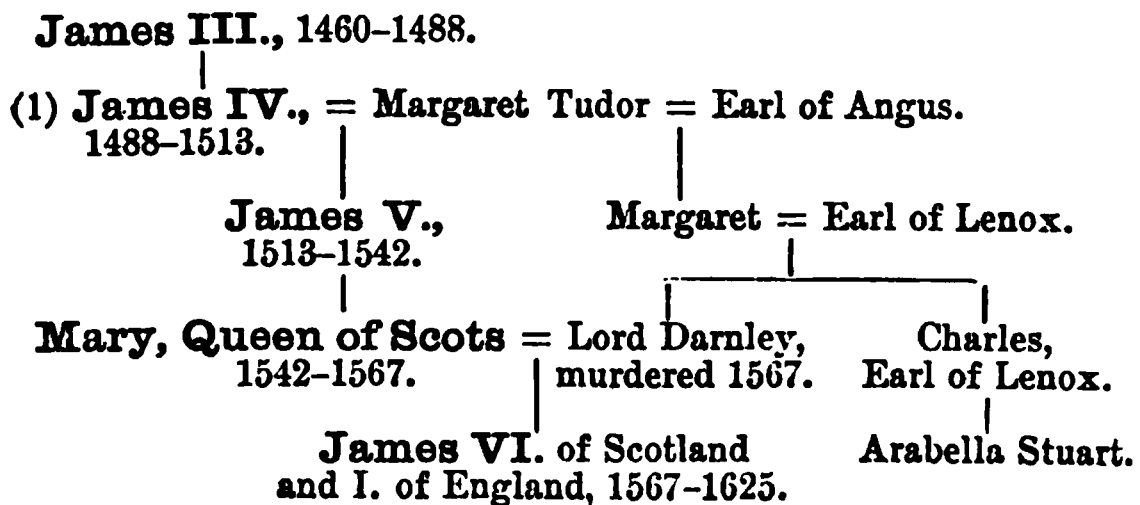 James III., 1460–1488.
(1) James IV., = Margaret Tudor = Earl of Angus.
1488–1513.
James V.,
1513–1542.
Margaret = Earl of Lenox.
Mary, Queen of Scots = Lord Darnley,
1542–1567.
murdered 1567.
Charles,
Earl of Lenox.
James VI. of Scotland
and I. of England, 1567–1625.
Arabella Stuart.